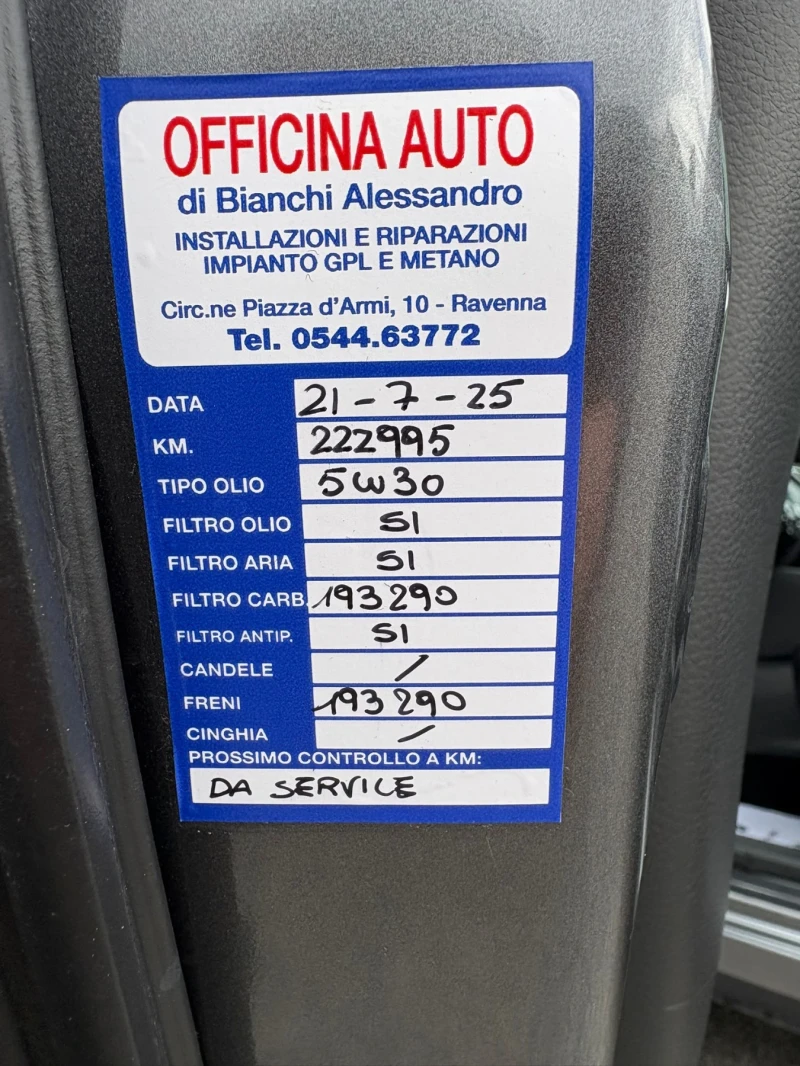 OFFICINA AUTO
di Bianchi Alessandro
INSTALLAZIONI E RIPARAZIONI
IMPIANTO GPL E METANO
Circ.ne Piazza d'Armi, 10 - Ravenna
Tel. 0544.63772
DATA 21-7-25
KM. 222995
TIPO OLIO 5W30
FILTRO OLIO SI
FILTRO ARIA SI
FILTRO CARB. 193290
FILTRO ANTIP. SI
CANDELE /
FRENI 193290
CINGHIA /
PROSSIMO CONTROLLO A KM:
DA SERVICE